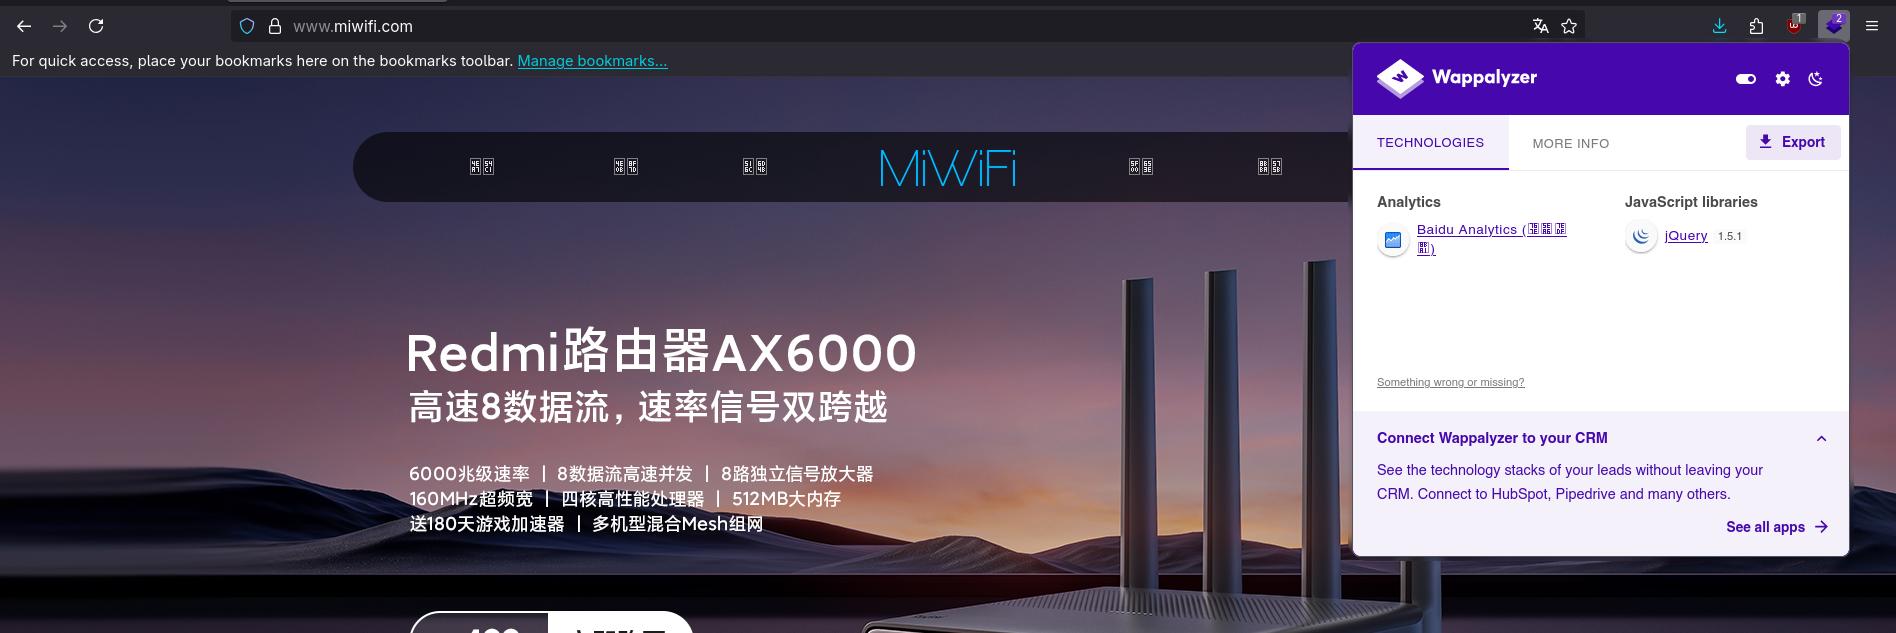 www.miwifi.com
1
2
For quick access, place your bookmarks here on the bookmarks toolbar. Manage bookmarks...
Wappalyzer
TECHNOLOGIES
MORE INFO
Export
MiWiFi
Analytics
Baidu Analytics (
)
JavaScript libraries
jQuery 1.5.1
Something wrong or missing?
Connect Wappalyzer to your CRM
See the technology stacks of your leads without leaving your
CRM. Connect to HubSpot, Pipedrive and many others.
See all apps
Redmi路由器AX6000
高速8数据流，速率信号双跨越
6000兆级速率 | 8数据流高速并发 | 8路独立信号放大器
160MHz超频宽 | 四核高性能处理器 | 512MB大内存
送180天游戏加速器 | 多机型混合Mesh组网